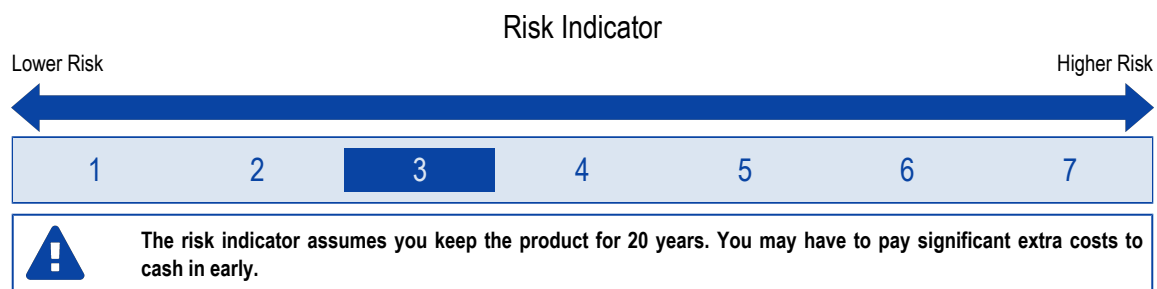 Risk Indicator
Lower Risk Higher Risk
1 2 3 4 5 6 7
The risk indicator assumes you keep the product for 20 years. You may have to pay significant extra costs to
cash in early.